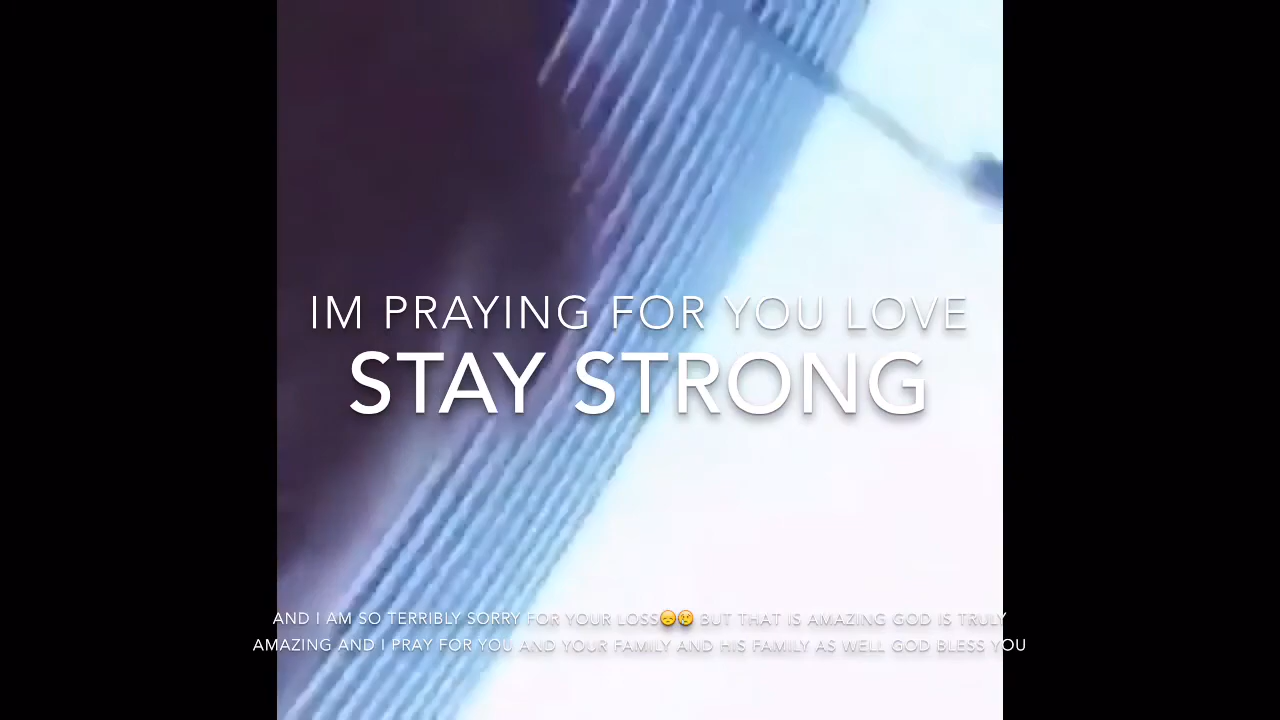 IM PRAYING FOR YOU LOVE
STAY STRONG
AND I AM SO TERRIBLY SORRY FOR YOUR LOSS😞😢 BUT THAT IS AMAZING GOD IS TRULY
AMAZING AND I PRAY FOR YOU AND YOUR FAMILY AND HIS FAMILY AS WELL GOD BLESS YOU